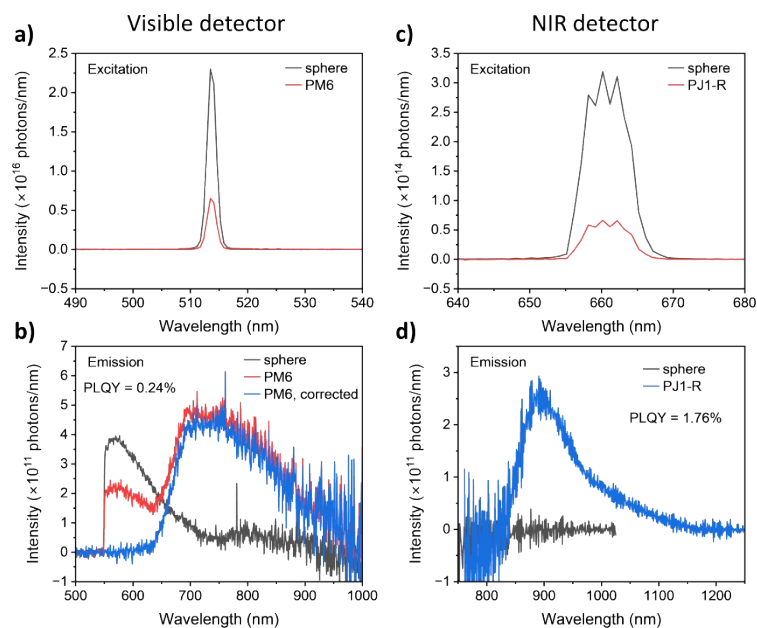 Visible detector
NIR detector
a)
Excitation
sphere
PM6
2.5
2.0
1.5
1.0
0.5
0.0
−0.5
Intensity (×10¹⁶ photons/nm)
490
500
510
520
530
540
Wavelength (nm)
c)
Excitation
sphere
PJ1-R
4.0
3.5
3.0
2.5
2.0
1.5
1.0
0.5
0.0
−0.5
Intensity (×10¹⁴ photons/nm)
640
650
660
670
680
Wavelength (nm)
b)
Emission
PLQY = 0.24%
sphere
PM6
PM6, corrected
7
6
5
4
3
2
1
0
−1
Intensity (×10¹¹ photons/nm)
500
600
700
800
900
1000
Wavelength (nm)
d)
Emission
sphere
PJ1-R
PLQY = 1.76%
3
2
1
0
−1
Intensity (×10¹¹ photons/nm)
800
900
1000
1100
1200
Wavelength (nm)